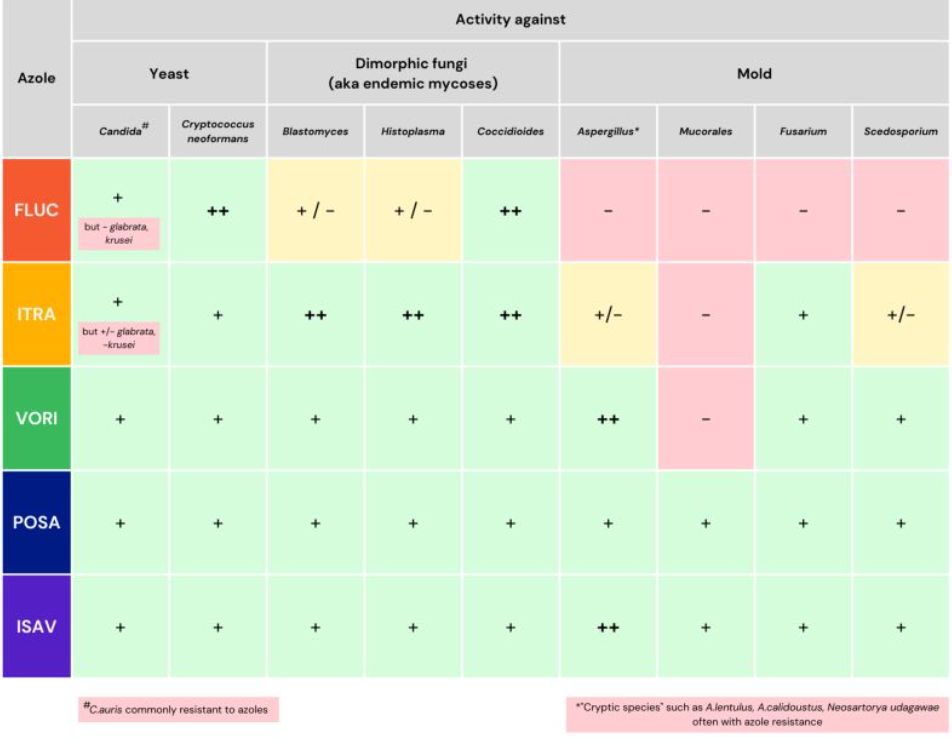 Activity against
Azole
Yeast
Dimorphic fungi
(aka endemic mycoses)
Mold
Candida#
Cryptococcus
neoformans
Blastomyces
Histoplasma
Coccidioides
Aspergillus*
Mucorales
Fusarium
Scedosporium
FLUC
+
but - glabrata,
krusei
++
+ / -
+ / -
++
-
-
-
-
ITRA
+
but +/- glabrata,
-krusei
+
++
++
++
+/-
-
+
+/-
VORI
+
+
+
+
+
++
-
+
+
POSA
+
+
+
+
+
+
+
+
+
ISAV
+
+
+
+
+
++
+
+
+
#C.auris commonly resistant to azoles
*"Cryptic species" such as A.lentulus, A.calidoustus, Neosartorya udagawae
often with azole resistance